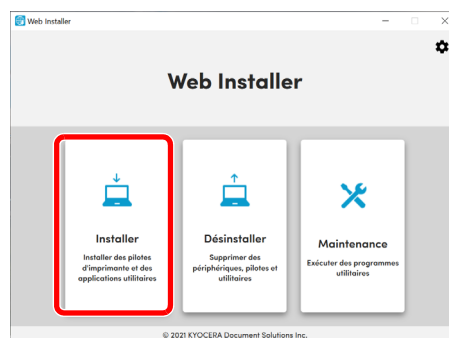 Web Installer
Web Installer
Installer
Installer des pilotes
d'imprimante et des
applications utilitaires
Désinstaller
Supprimer des
périphériques, pilotes et
utilitaires
Maintenance
Exécuter des programmes
utilitaires
© 2021 KYOCERA Document Solutions Inc.